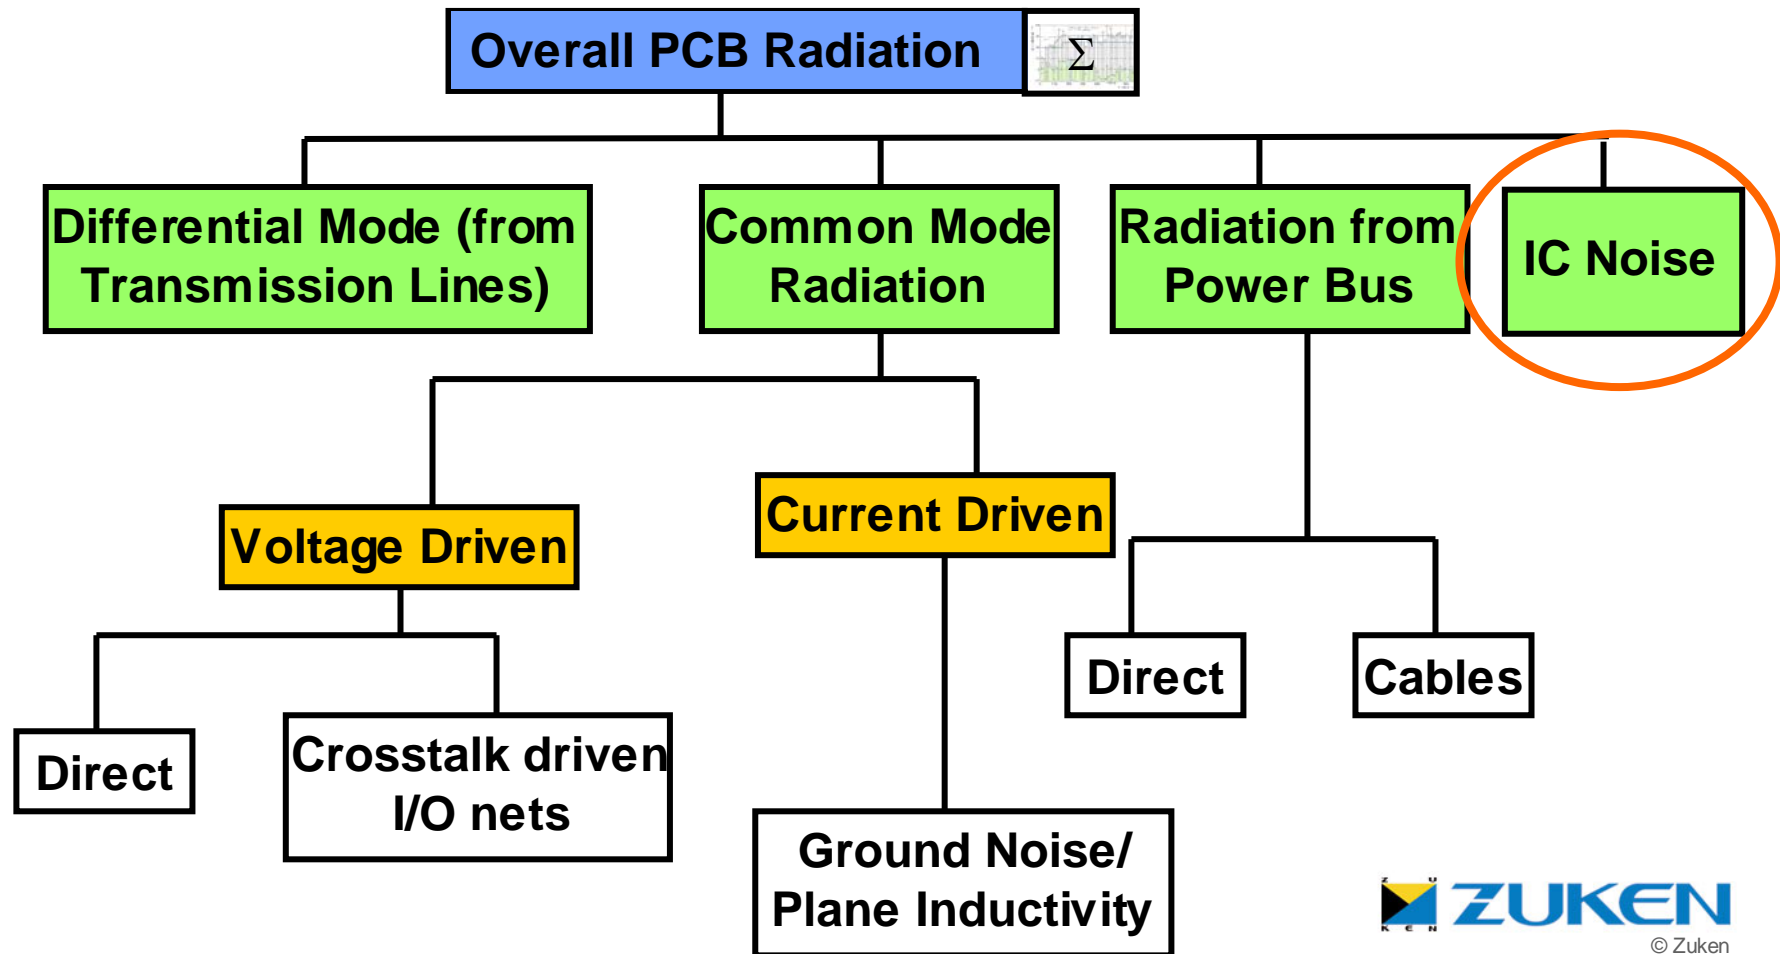 Overall PCB Radiation
Σ
Differential Mode (from
Transmission Lines)
Common Mode
Radiation
Radiation from
Power Bus
IC Noise
Voltage Driven
Current Driven
Direct
Crosstalk driven
I/O nets
Ground Noise/
Plane Inductivity
Direct
Cables
Z U
K E N
ZUKEN
© Zuken